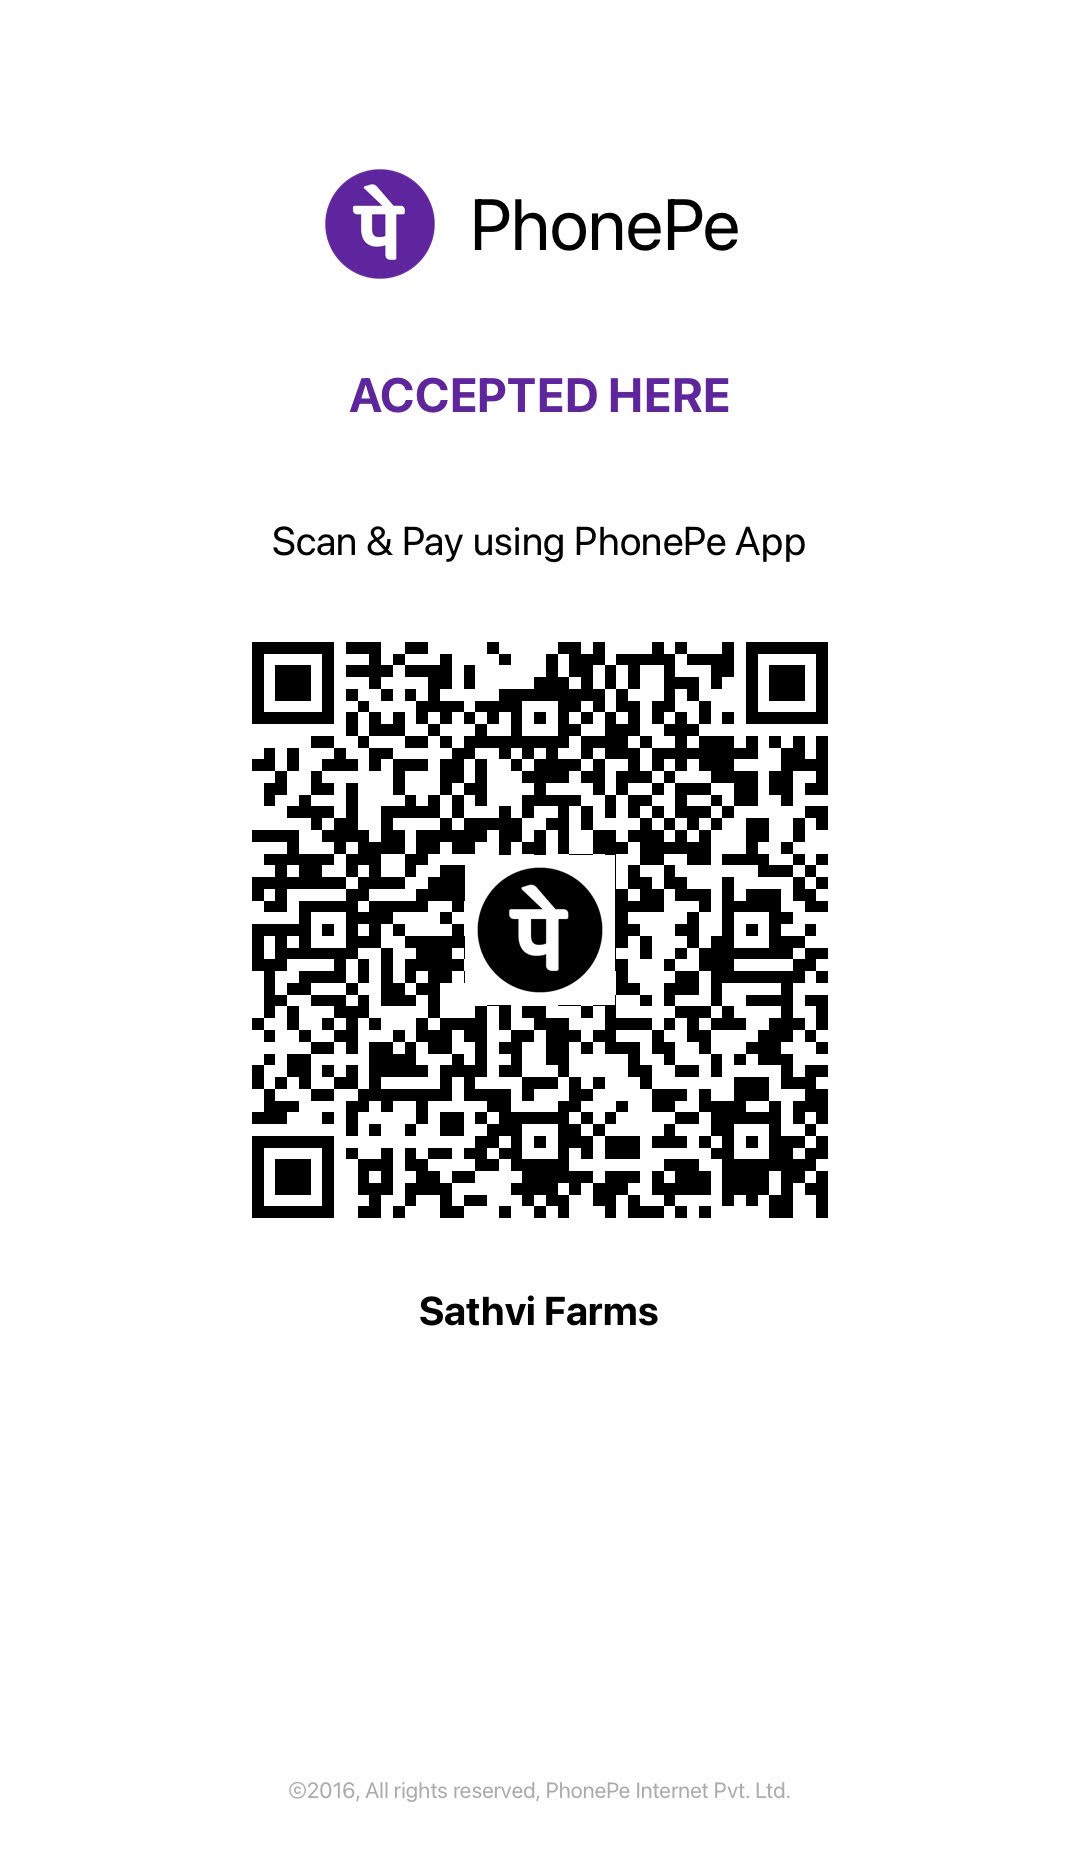 पे PhonePe
ACCEPTED HERE
Scan & Pay using PhonePe App
पे
Sathvi Farms
©2016, All rights reserved, PhonePe Internet Pvt. Ltd.